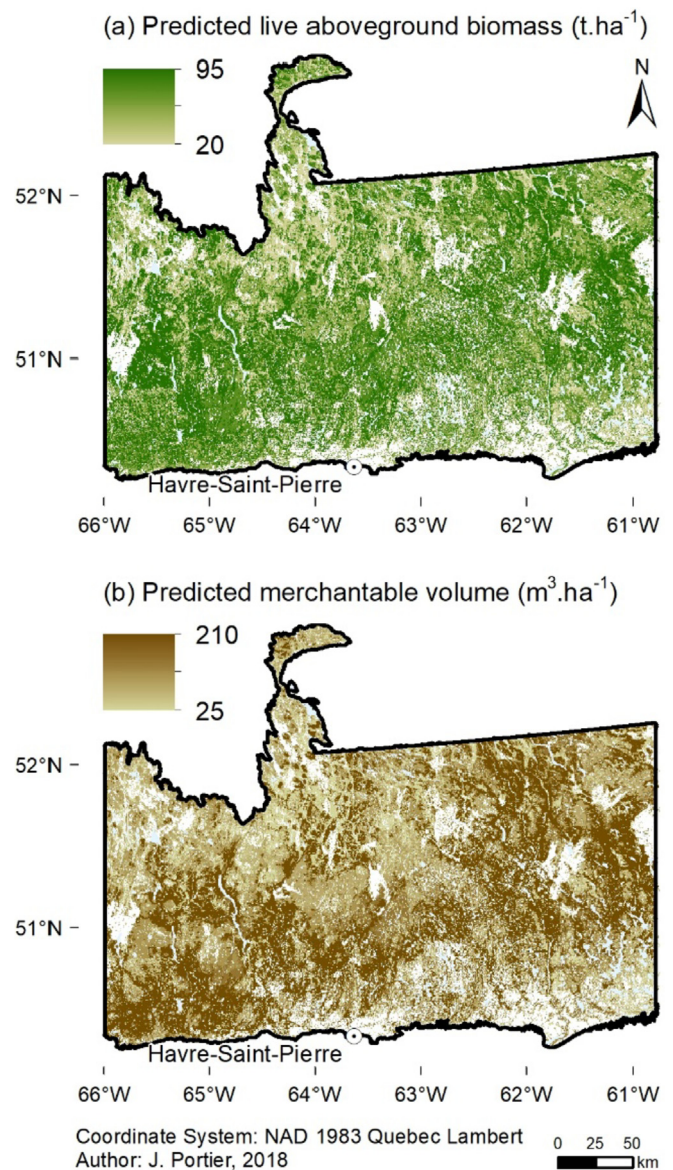 (a) Predicted live aboveground biomass (t.ha⁻¹)
95
20
N
52°N
51°N
Havre-Saint-Pierre
66°W 65°W 64°W 63°W 62°W 61°W
(b) Predicted merchantable volume (m³.ha⁻¹)
210
25
52°N
51°N
Havre-Saint-Pierre
66°W 65°W 64°W 63°W 62°W 61°W
Coordinate System: NAD 1983 Quebec Lambert
Author: J. Portier, 2018
0 25 50
km